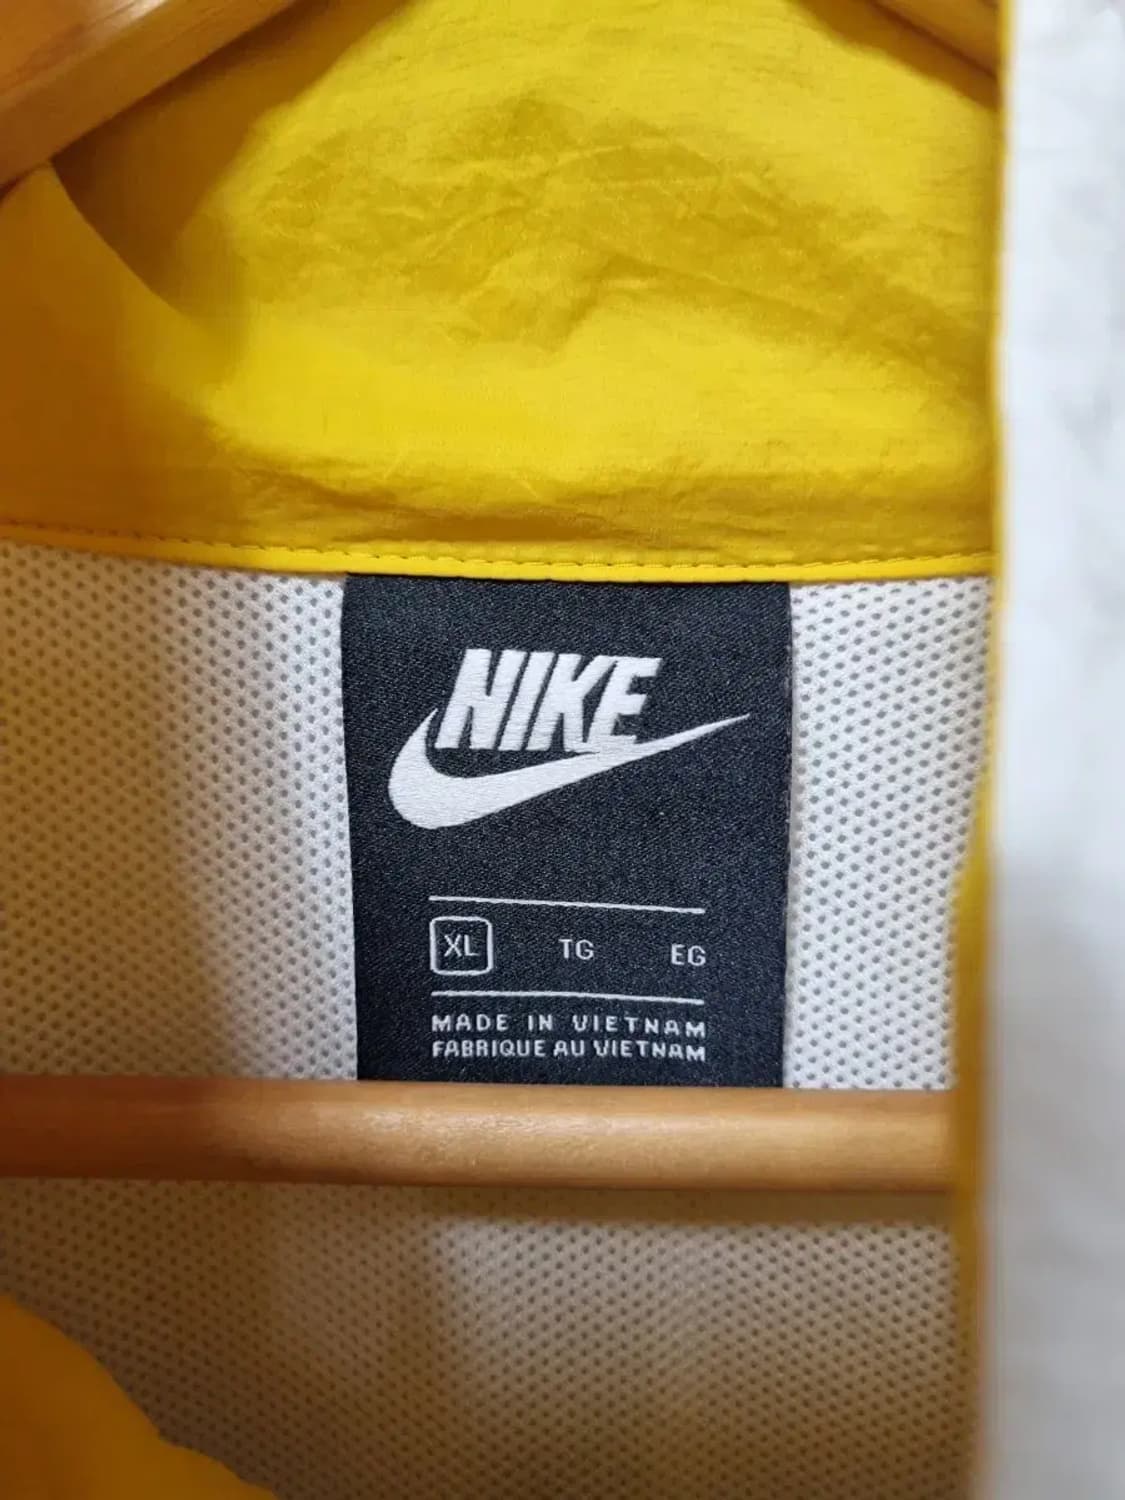 NIKE
XL TG EG
MADE IN VIETNAM
FABRIQUE AU VIETNAM